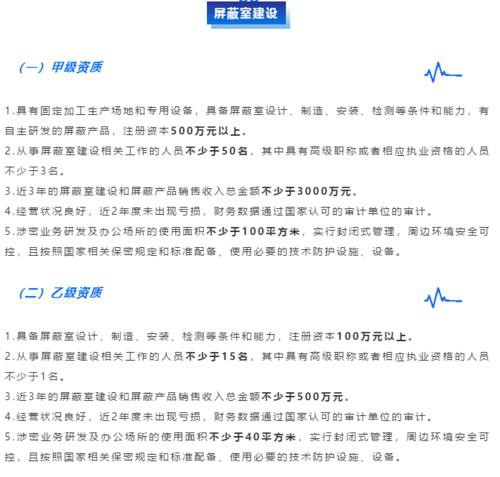 屏蔽室建设
（一）甲级资质
1.具有固定加工生产场地和专用设备，具备屏蔽室设计、制造、安装、检测等条件和能力，有
自主研发的屏蔽产品，注册资本500万元以上。
2.从事屏蔽室建设相关工作的人员不少于50名，其中具有高级职称或者相应执业资格的人员
不少于3名。
3.近3年的屏蔽室建设和屏蔽产品销售收入总金额不少于3000万元。
4.经营状况良好，近2年度未出现亏损，财务数据通过国家认可的审计单位的审计。
5.涉密业务研发及办公场所的使用面积不少于100平方米，实行封闭式管理，周边环境安全可
控，且按照国家相关保密规定和标准配备、使用必要的技术防护设施、设备。
（二）乙级资质
1.具备屏蔽室设计、制造、安装、检测等条件和能力，注册资本100万元以上。
2.从事屏蔽室建设相关工作的人员不少于15名，其中具有高级职称或者相应执业资格的人员
不少于1名。
3.近3年的屏蔽室建设和屏蔽产品销售收入总金额不少于500万元。
4.经营状况良好，近2年度未出现亏损，财务数据通过国家认可的审计单位的审计。
5.涉密业务研发及办公场所的使用面积不少于40平方米，实行封闭式管理，周边环境安全可
控，且按照国家相关保密规定和标准配备、使用必要的技术防护设施、设备。